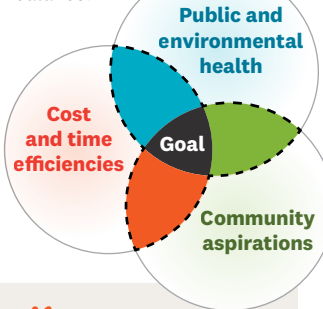 Public and
environmental
health
Cost
and time
efficiencies
Goal
Community
aspirations